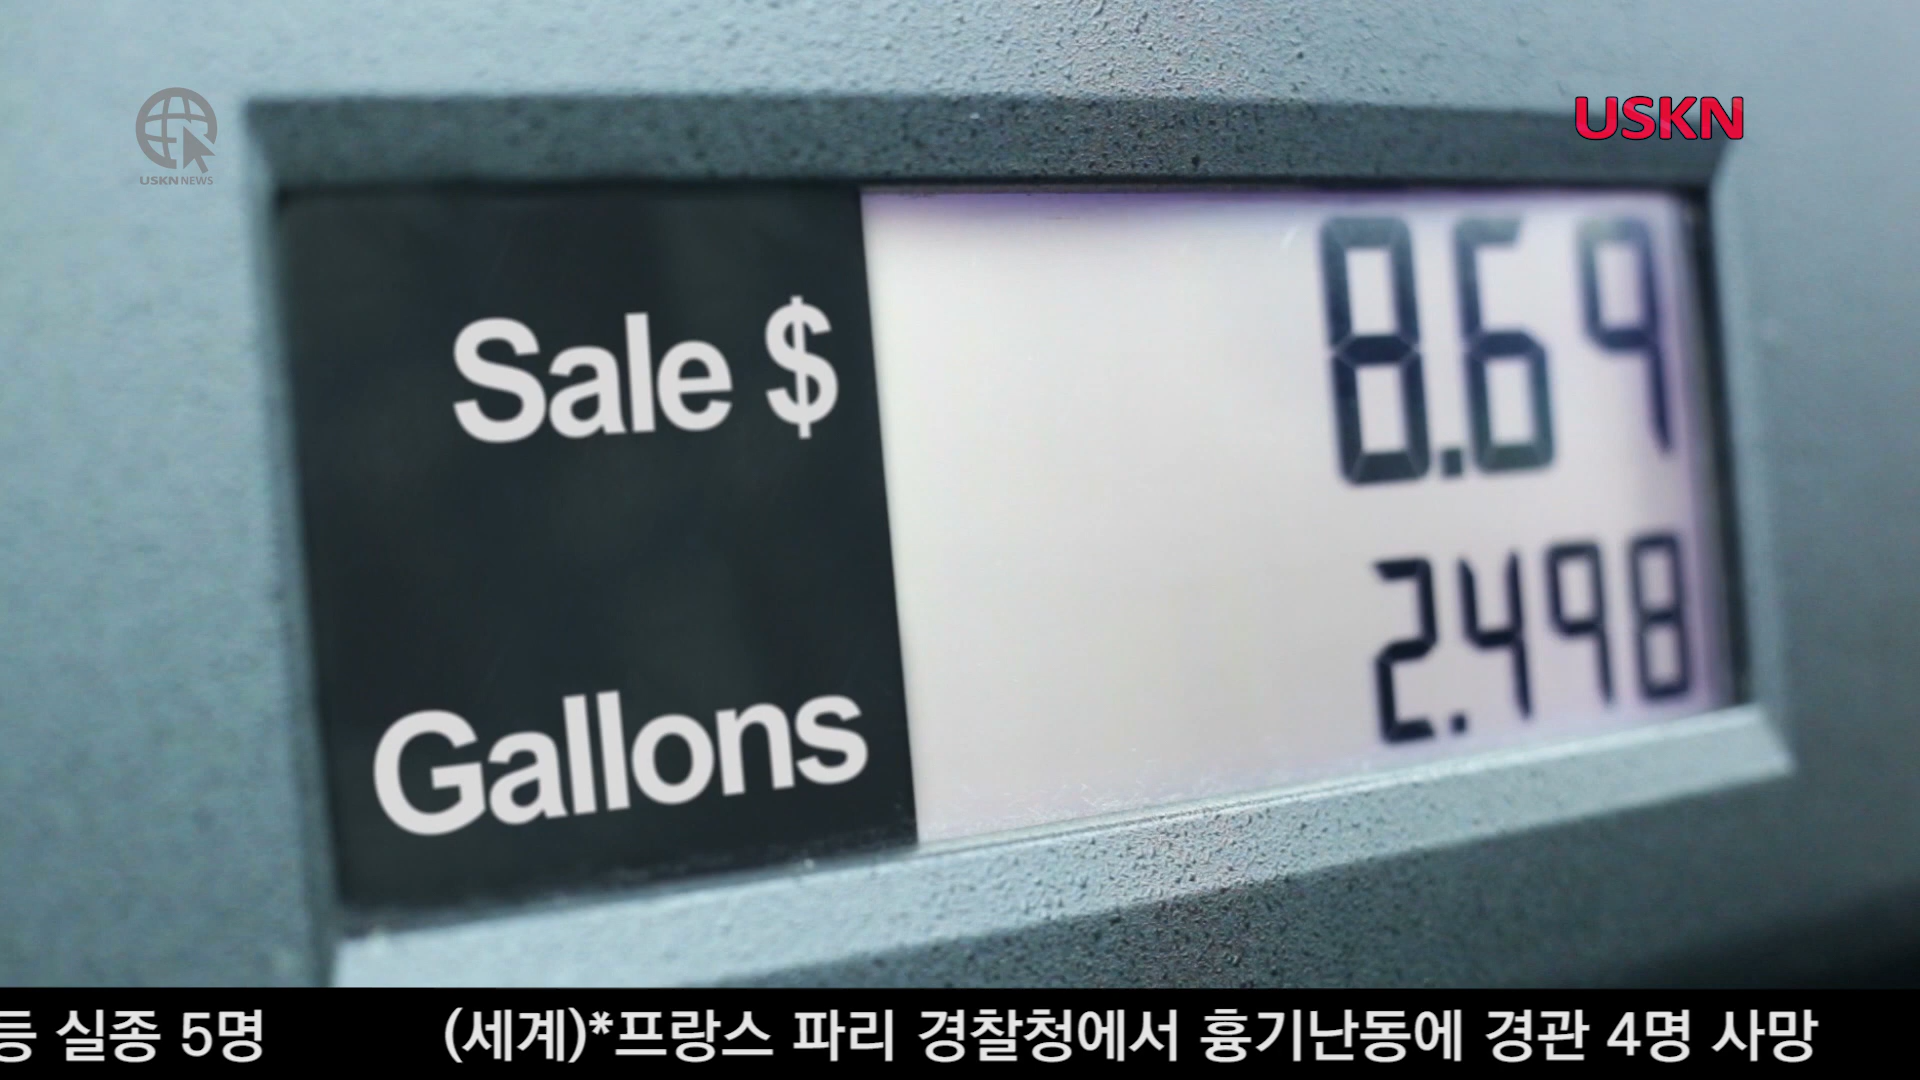 USKN NEWS
USKN
Sale $ 8.69
Gallons 2.498
등 실종 5명 (세계)*프랑스 파리 경찰청에서 흉기난동에 경관 4명 사망